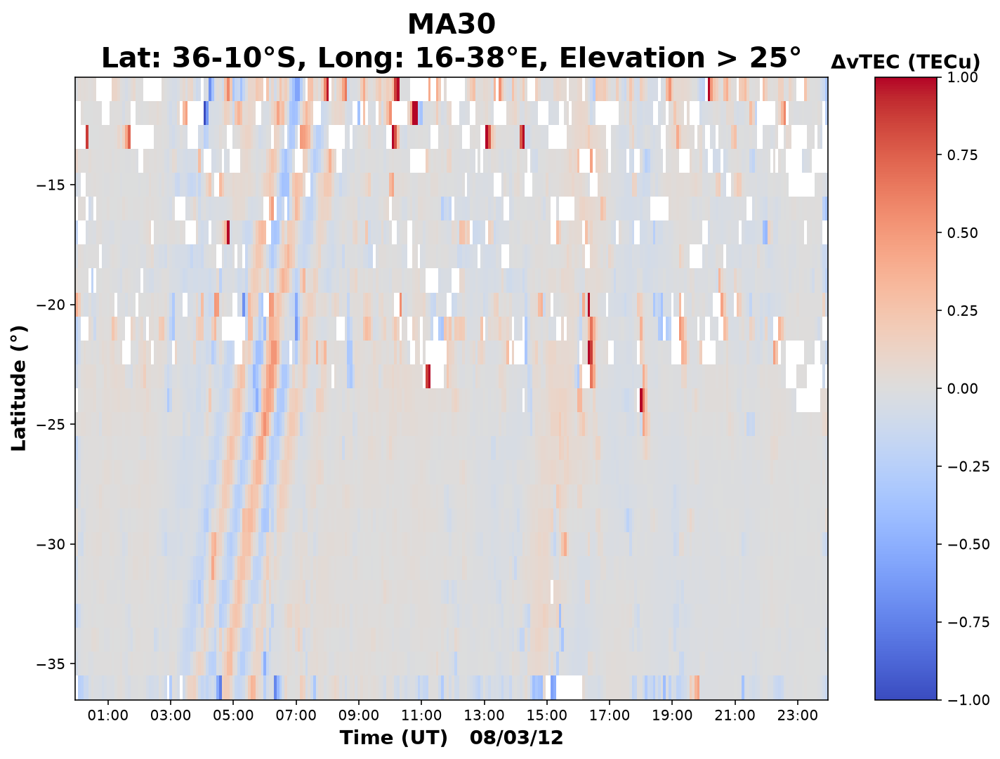 MA30
Lat: 36-10°S, Long: 16-38°E, Elevation > 25°
ΔvTEC (TECu)
1.00
0.75
0.50
0.25
0.00
−0.25
−0.50
−0.75
−1.00
Latitude (°)
−15
−20
−25
−30
−35
01:00 03:00 05:00 07:00 09:00 11:00 13:00 15:00 17:00 19:00 21:00 23:00
Time (UT) 08/03/12